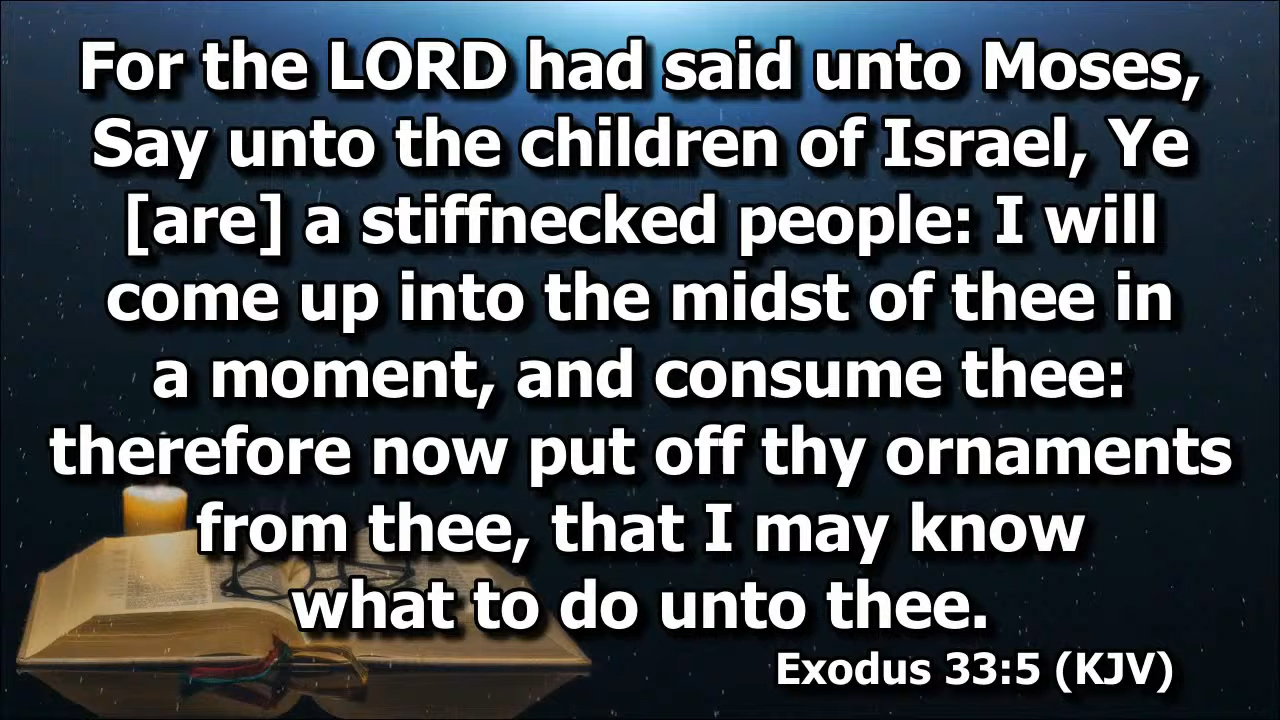 For the LORD had said unto Moses,
Say unto the children of Israel, Ye
[are] a stiffnecked people: I will
come up into the midst of thee in
a moment, and consume thee:
therefore now put off thy ornaments
from thee, that I may know
what to do unto thee.
Exodus 33:5 (KJV)